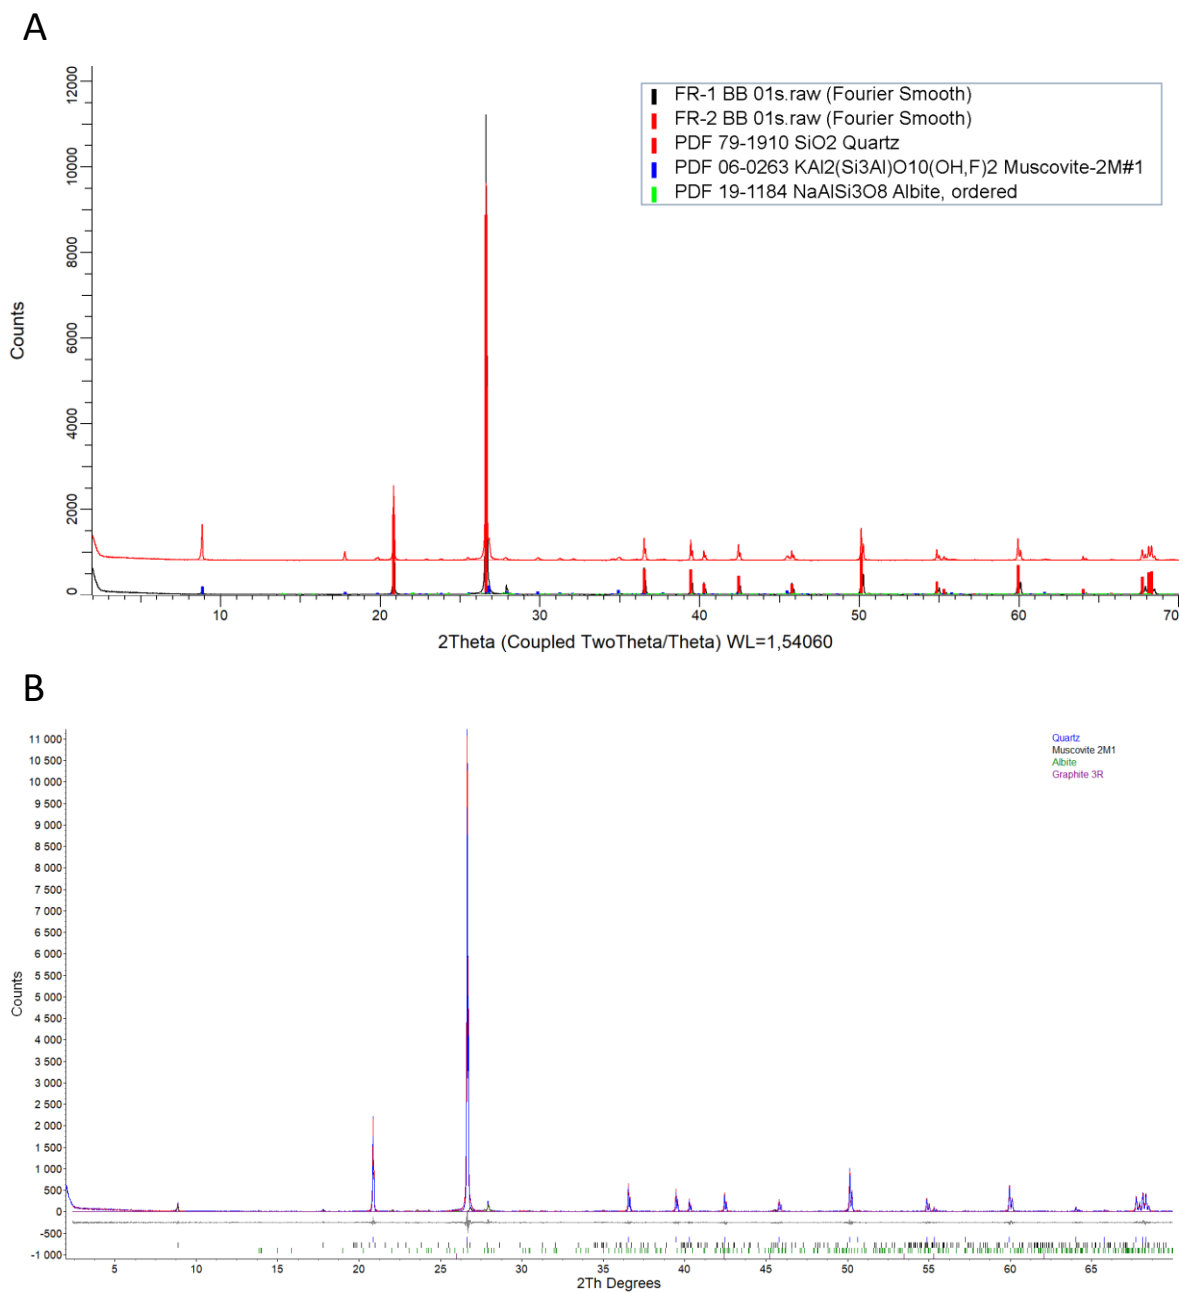 A
12000
10000
8000
6000
4000
2000
0
Counts
FR-1 BB 01s.raw (Fourier Smooth)
FR-2 BB 01s.raw (Fourier Smooth)
PDF 79-1910 SiO2 Quartz
PDF 06-0263 KAl2(Si3Al)O10(OH,F)2 Muscovite-2M#1
PDF 19-1184 NaAlSi3O8 Albite, ordered
10 20 30 40 50 60 70
2Theta (Coupled TwoTheta/Theta) WL=1,54060
B
11 000
10 500
10 000
9 500
9 000
8 500
8 000
7 500
7 000
6 500
6 000
5 500
5 000
4 500
4 000
3 500
3 000
2 500
2 000
1 500
1 000
500
0
-500
-1 000
Counts
Quartz
Muscovite 2M1
Albite
Graphite 3R
5 10 15 20 25 30 35 40 45 50 55 60 65
2Th Degrees